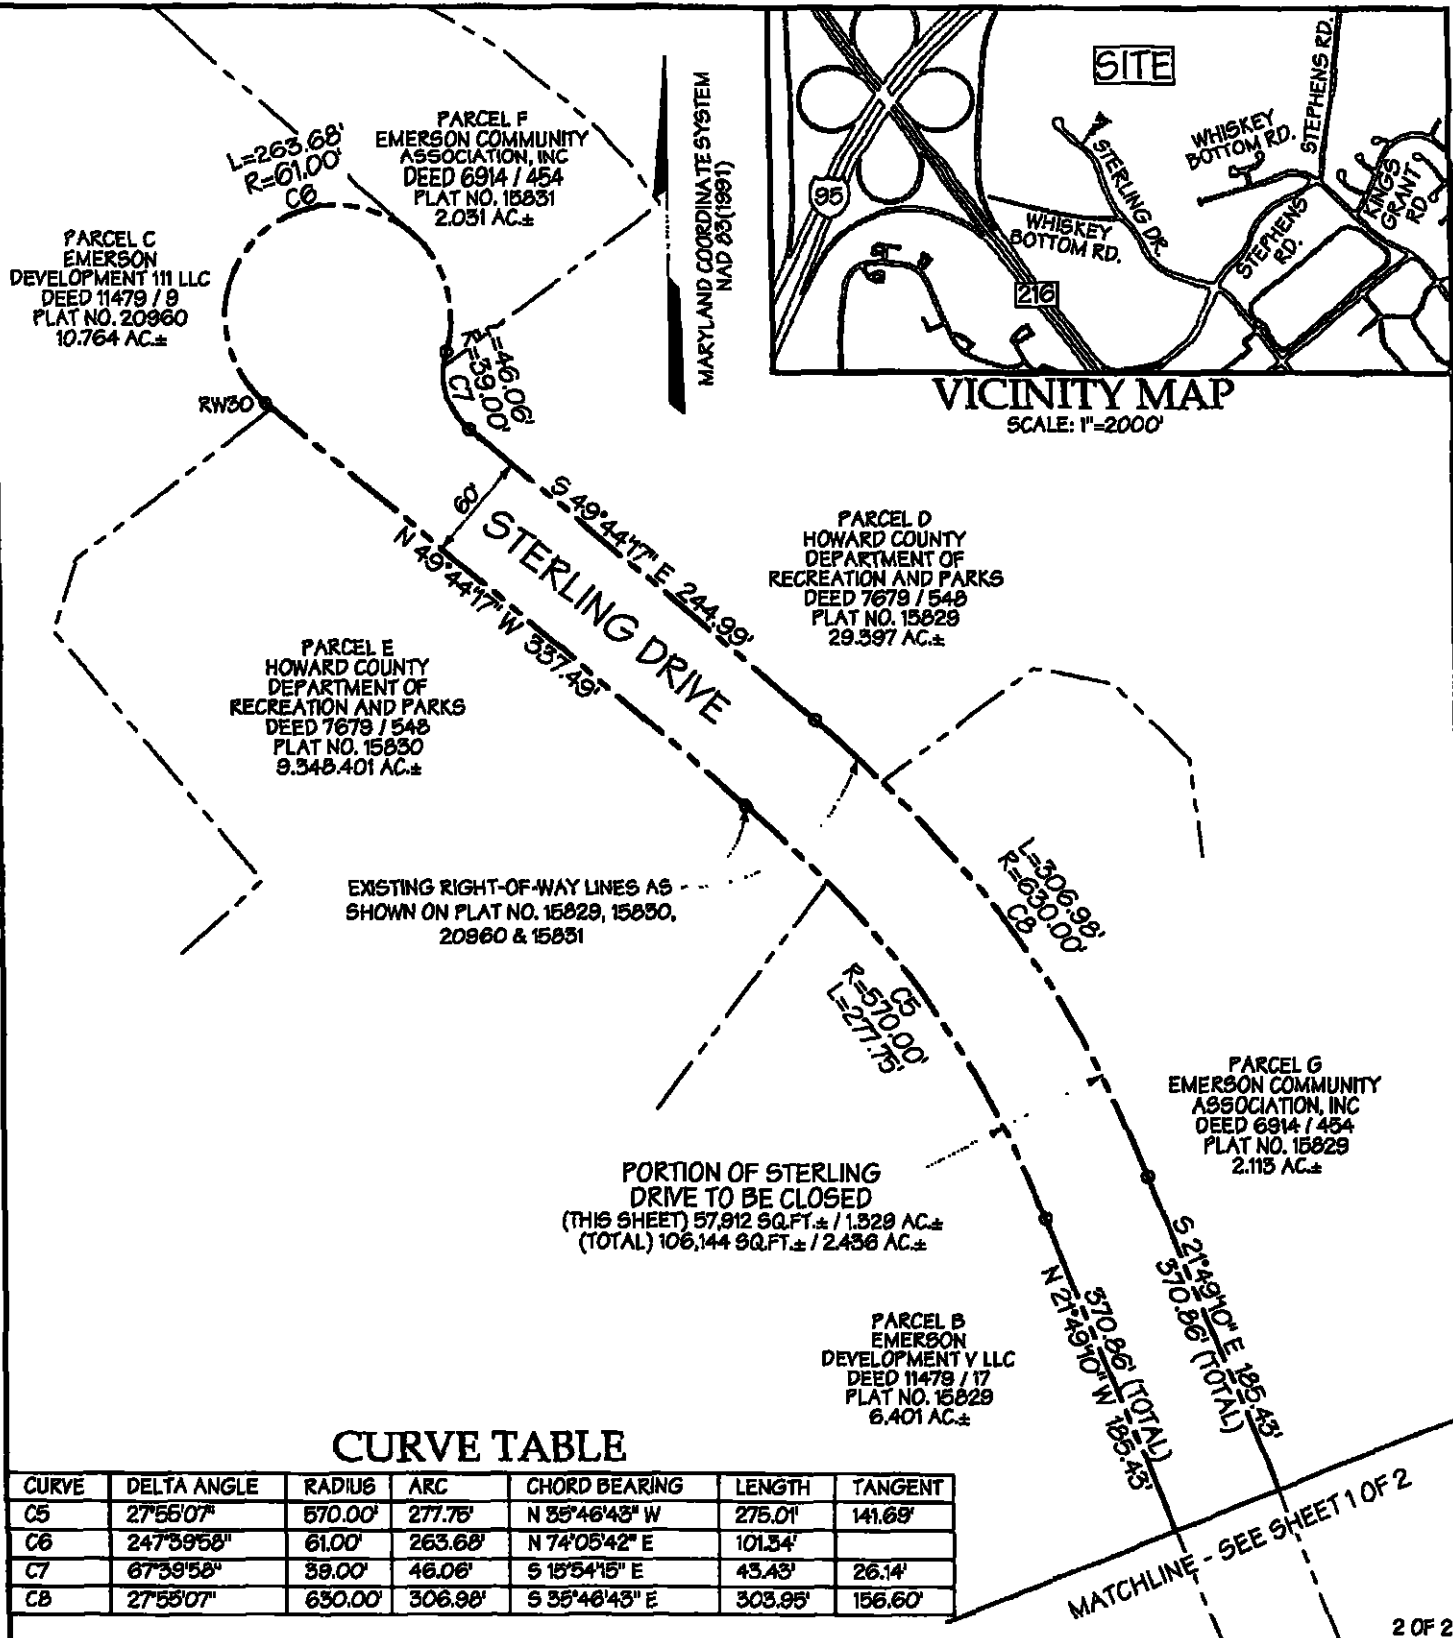 L=263.68'
R=61.00'
C6
PARCEL F
EMERSON COMMUNITY
ASSOCIATION, INC
DEED 6914 / 454
PLAT NO. 15831
2.031 AC.±
PARCEL C
EMERSON
DEVELOPMENT 111 LLC
DEED 11479 / 9
PLAT NO. 20960
10.764 AC.±
RW30
L=46.06'
R=39.00'
C7
MARYLAND COORDINATE SYSTEM
NAD 83(1991)
SITE
95
216
WHISKEY
BOTTOM RD.
STERLING DR.
WHISKEY
BOTTOM RD.
STEPHENS RD.
STEPHENS
RD.
KING'S
GRANT
RD.
VICINITY MAP
SCALE: 1"=2000'
60'
S 49°44'17" E 244.99'
STERLING DRIVE
N 49°44'17" W 337.49'
PARCEL D
HOWARD COUNTY
DEPARTMENT OF
RECREATION AND PARKS
DEED 7679 / 548
PLAT NO. 15829
29.397 AC.±
PARCEL E
HOWARD COUNTY
DEPARTMENT OF
RECREATION AND PARKS
DEED 7679 / 548
PLAT NO. 15830
9.348.401 AC.±
EXISTING RIGHT-OF-WAY LINES AS
SHOWN ON PLAT NO. 15829, 15830,
20960 & 15831
L=306.98'
R=630.00'
C8
C5
R=570.00'
L=277.75'
PARCEL G
EMERSON COMMUNITY
ASSOCIATION, INC
DEED 6914 / 454
PLAT NO. 15829
2.113 AC.±
PORTION OF STERLING
DRIVE TO BE CLOSED
(THIS SHEET) 57,912 SQ.FT.± / 1.329 AC.±
(TOTAL) 106,144 SQ.FT.± / 2.436 AC.±
S 21°49'10" E 185.43'
370.86' (TOTAL)
370.86' (TOTAL)
N 21°49'10" W 185.43'
PARCEL B
EMERSON
DEVELOPMENT V LLC
DEED 11479 / 17
PLAT NO. 15829
6.401 AC.±
MATCHLINE - SEE SHEET 1 OF 2
CURVE TABLE
CURVE DELTA ANGLE RADIUS ARC CHORD BEARING LENGTH TANGENT
C5 27°55'07" 570.00' 277.75' N 35°46'43" W 275.01' 141.69'
C6 247°39'58" 61.00' 263.68' N 74°05'42" E 101.34'
C7 67°39'58" 39.00' 46.06' S 15°54'15" E 43.43' 26.14'
C8 27°55'07" 630.00' 306.98' S 35°46'43" E 303.95' 156.60'
2 OF 2